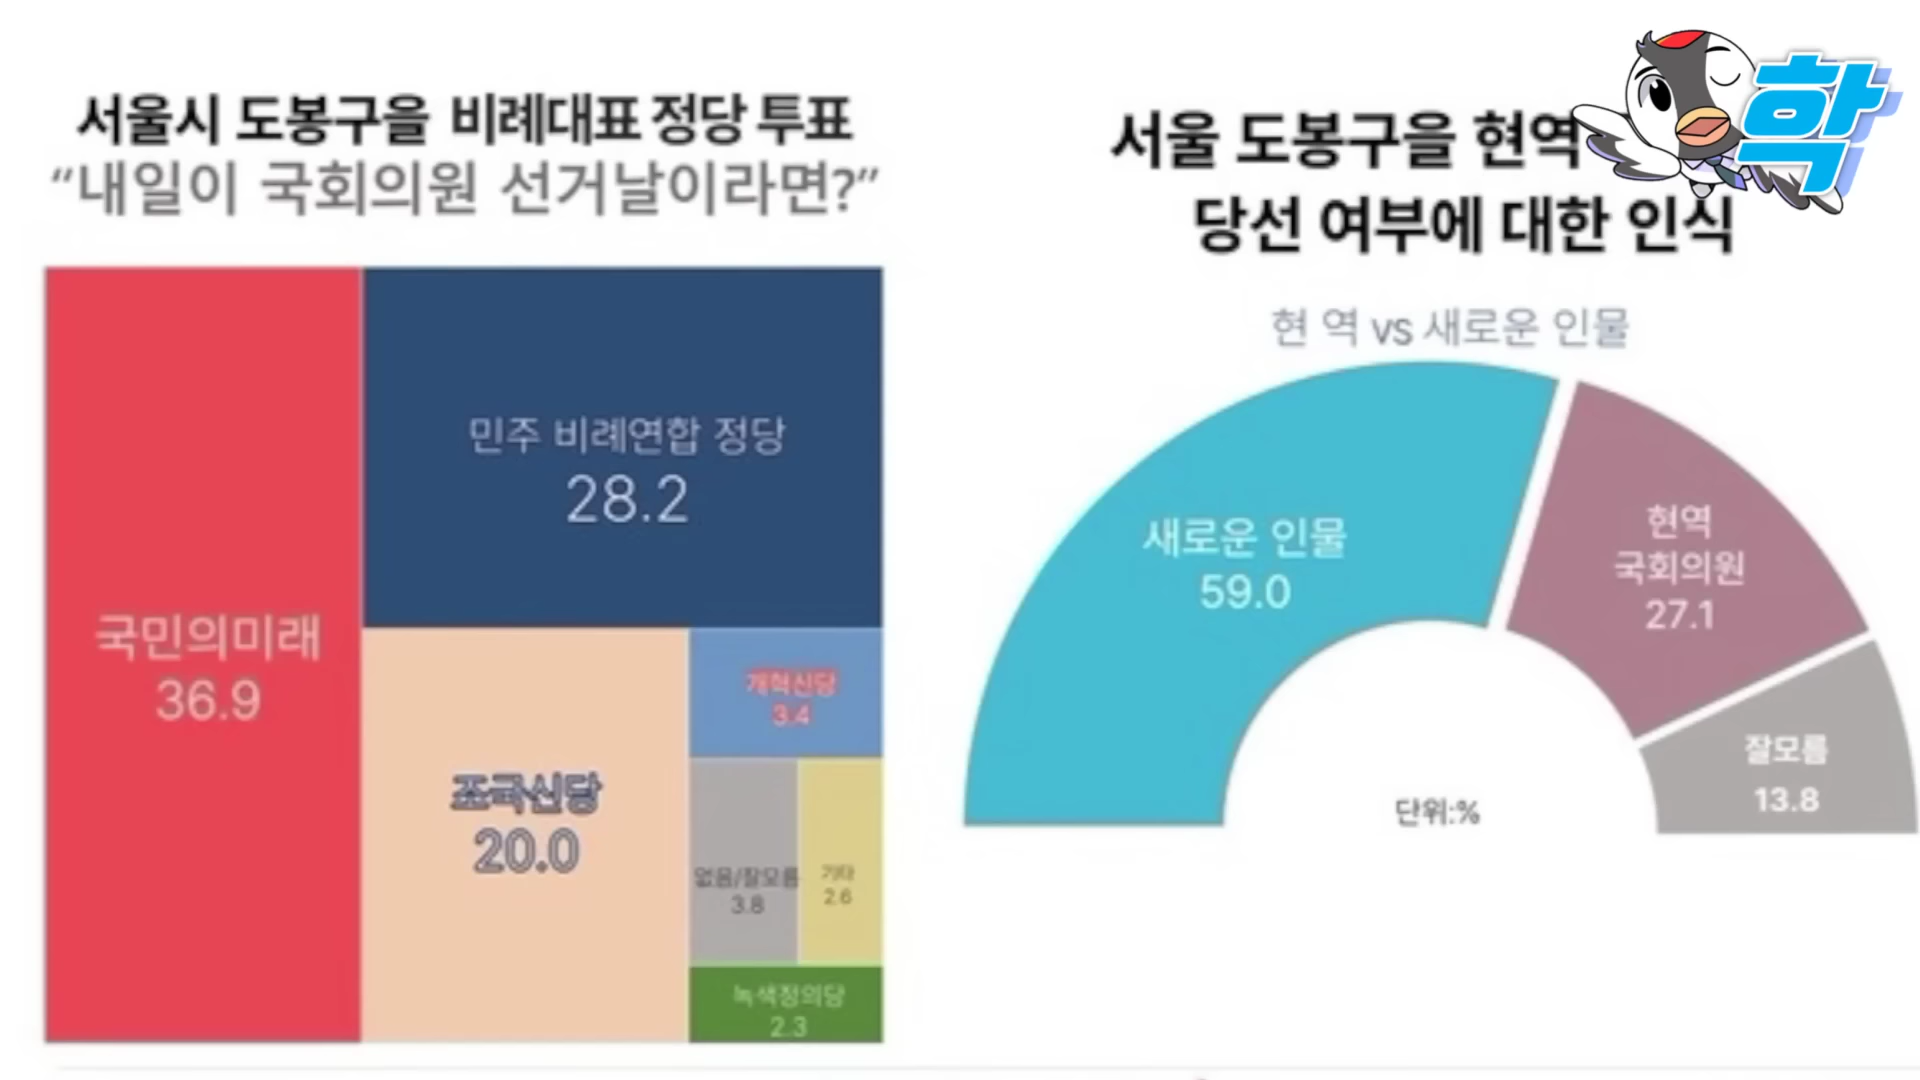 서울시 도봉구을 비례대표 정당 투표
“내일이 국회의원 선거날이라면?”
국민의미래
36.9
민주 비례연합 정당
28.2
조국신당
20.0
개혁신당
3.4
없음/잘모름
3.8
기타
2.6
녹색정의당
2.3
서울 도봉구을 현역
당선 여부에 대한 인식
현 역 vs 새로운 인물
새로운 인물
59.0
현역
국회의원
27.1
잘모름
13.8
단위:%
학